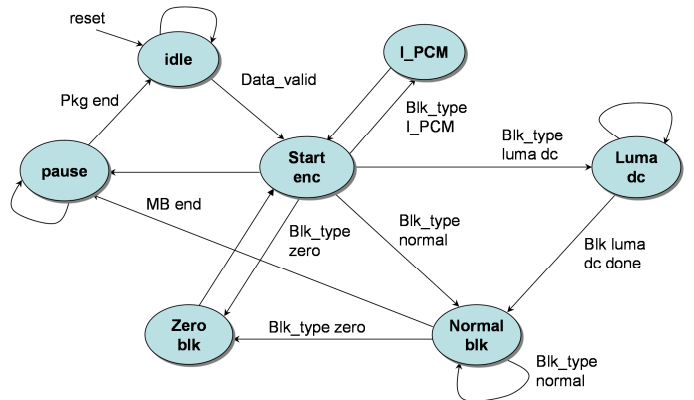 reset
idle
I_PCM
Data_valid
Pkg end
Blk_type
I_PCM
Blk_type
luma dc
Start
enc
Luma
dc
pause
MB end
Blk_type
zero
Blk_type
normal
Blk luma
dc done
Zero
blk
Blk_type zero
Normal
blk
Blk_type
normal